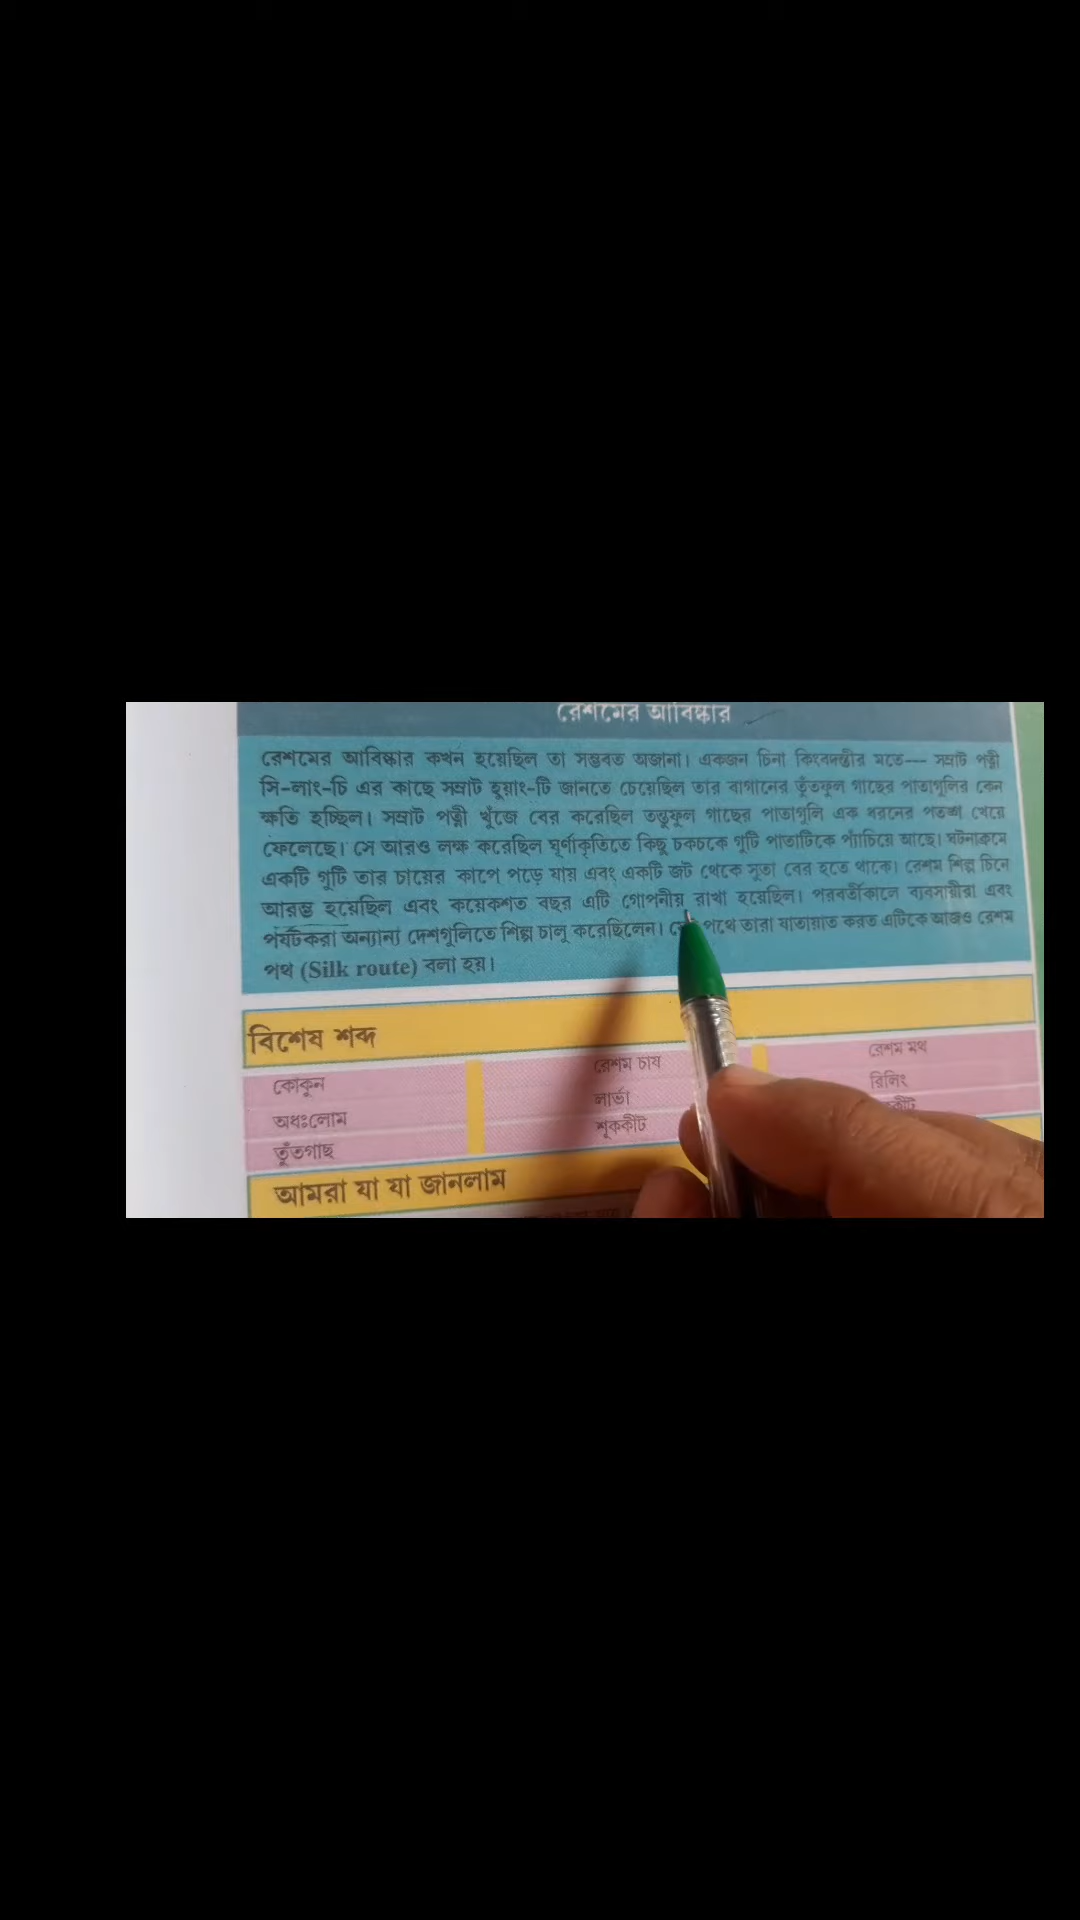 রেশমের আবিষ্কার
রেশমের আবিষ্কার কখন হয়েছিল তা সম্ভবত অজানা। একজন চিনা কিংবদন্তীর মতে--- সম্রাট পত্নী
সি-লাং-চি এর কাছে সম্রাট হুয়াং-টি জানতে চেয়েছিল তার বাগানের তুঁতফুল গাছের পাতাগুলির কেন
ক্ষতি হচ্ছিল। সম্রাট পত্নী খুঁজে বের করেছিল তন্তুফুল গাছের পাতাগুলি এক ধরনের পতঙ্গ খেয়ে
ফেলেছে। সে আরও লক্ষ করেছিল ঘূর্ণাকৃতিতে কিছু চকচকে গুটি পাতাটিকে প্যাঁচিয়ে আছে। ঘটনাক্রমে
একটি গুটি তার চায়ের কাপে পড়ে যায় এবং একটি জট থেকে সুতা বের হতে থাকে। রেশম শিল্প চিনে
আরম্ভ হয়েছিল এবং কয়েকশত বছর এটি গোপনীয় রাখা হয়েছিল। পরবর্তীকালে ব্যবসায়ীরা এবং
পর্যটকরা অন্যান্য দেশগুলিতে শিল্প চালু করেছিলেন। পথে তারা যাতায়াত করত এটিকে আজও রেশম
পথ (Silk route) বলা হয়।
বিশেষ শব্দ
কোকুন রেশম চাষ রেশম মথ
অধঃলোম লার্ভা রিলিং
তুঁতগাছ শূককীট
আমরা যা যা জানলাম